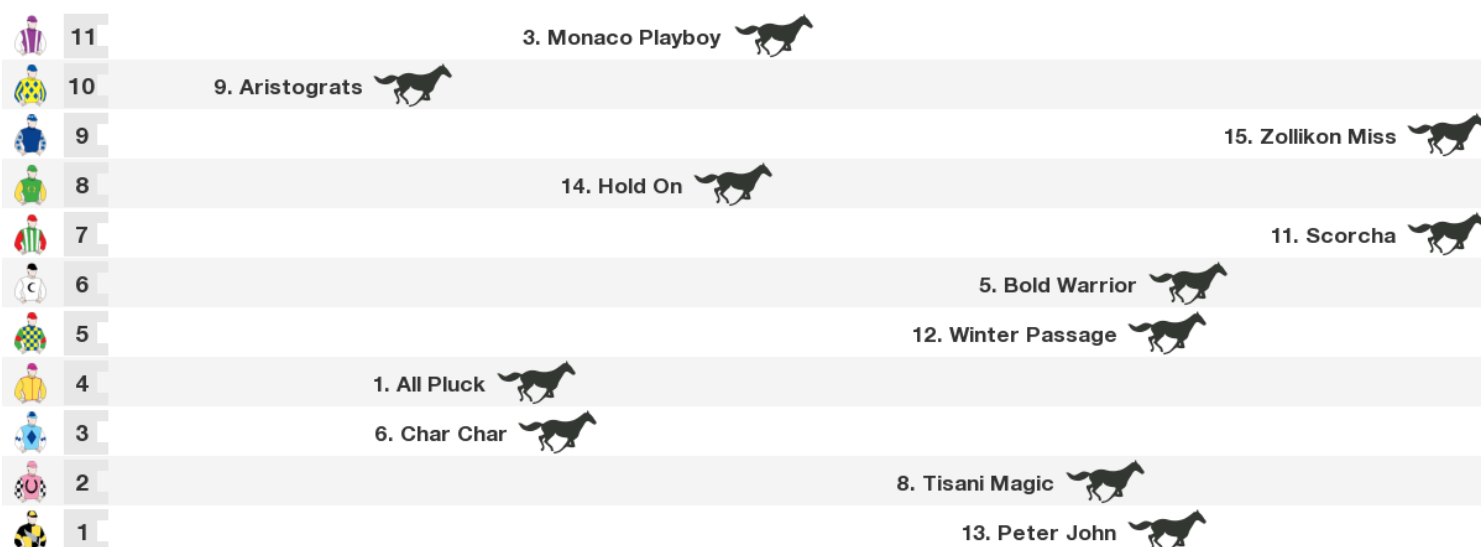 11 3. Monaco Playboy
10 9. Aristograts
9 15. Zollikon Miss
8 14. Hold On
7 11. Scorcha
6 5. Bold Warrior
C
5 12. Winter Passage
4 1. All Pluck
3 6. Char Char
2 8. Tisani Magic
1 13. Peter John